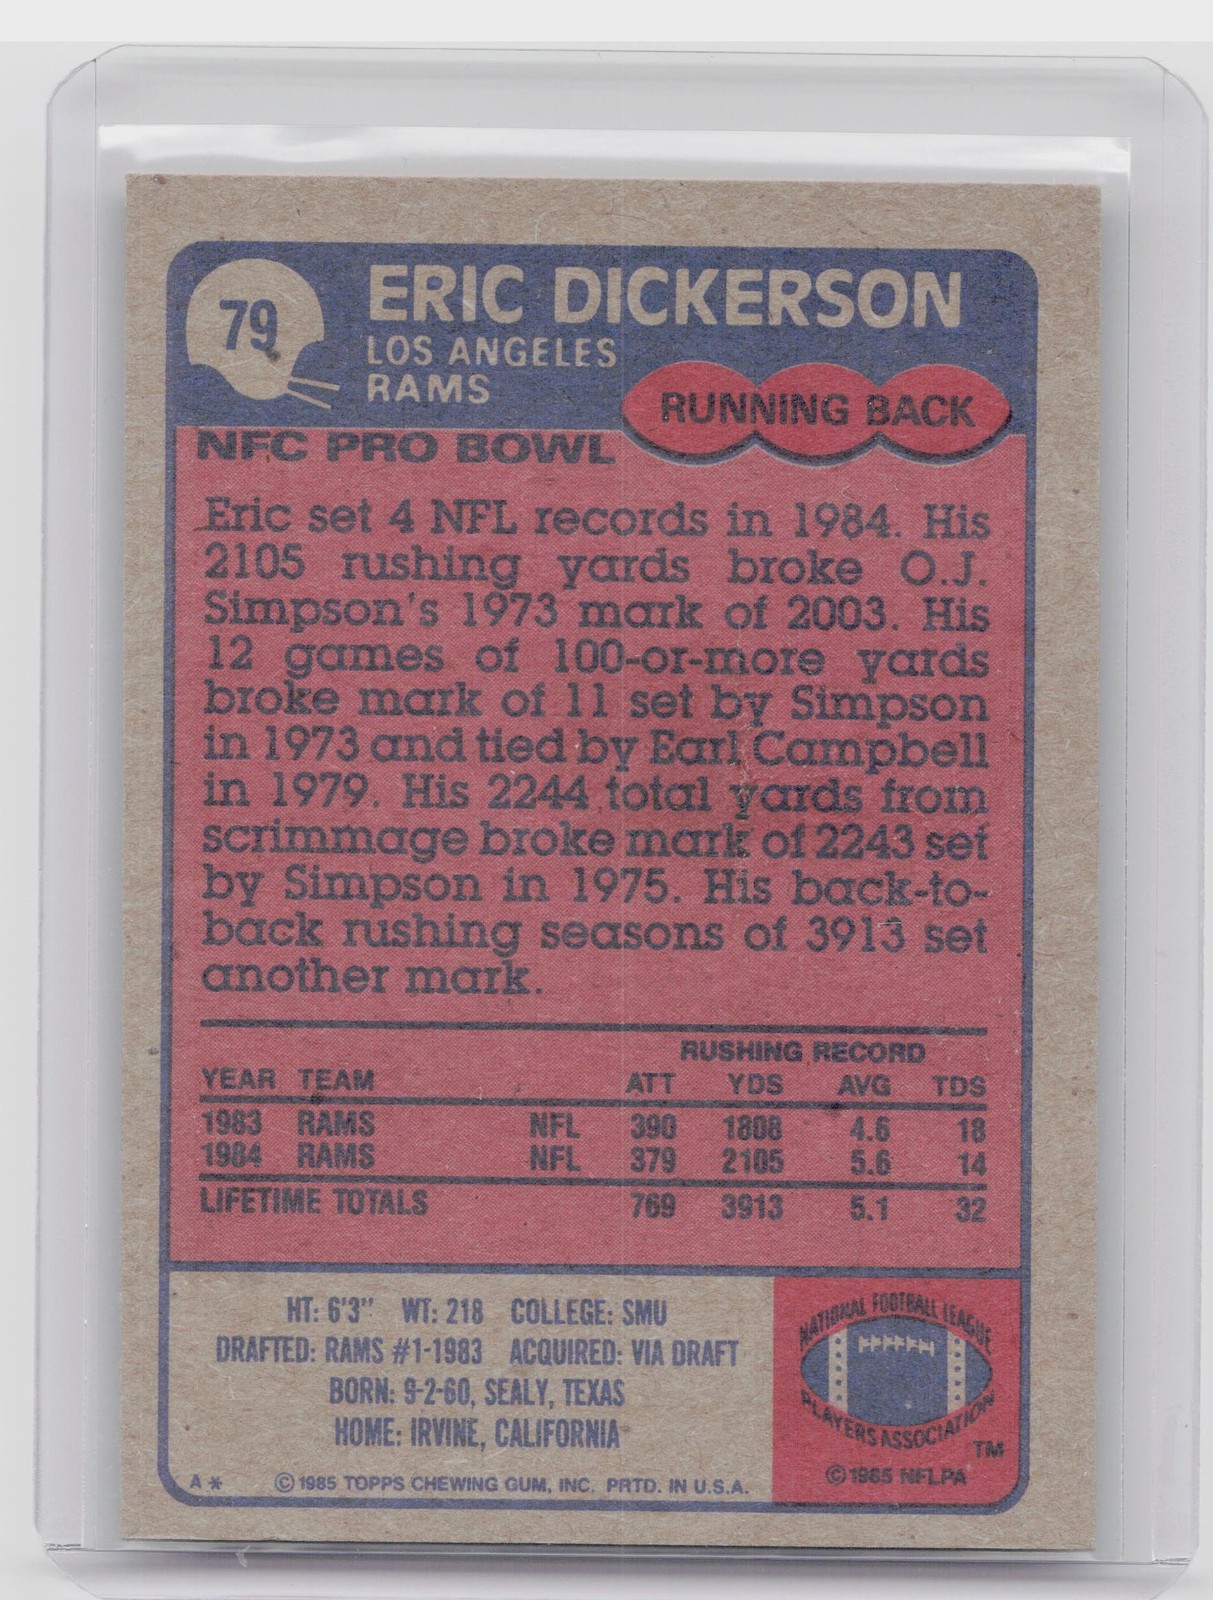 79
ERIC DICKERSON
LOS ANGELES
RAMS
RUNNING BACK
NFC PRO BOWL
Eric set 4 NFL records in 1984. His
2105 rushing yards broke O.J.
Simpson's 1973 mark of 2003. His
12 games of 100-or-more yards
broke mark of 11 set by Simpson
in 1973 and tied by Earl Campbell
in 1979. His 2244 total yards from
scrimmage broke mark of 2243 set
by Simpson in 1975. His back-to-
back rushing seasons of 3913 set
another mark.
RUSHING RECORD
YEAR TEAM ATT YDS AVG TDS
1983 RAMS NFL 390 1808 4.6 18
1984 RAMS NFL 379 2105 5.6 14
LIFETIME TOTALS 769 3913 5.1 32
HT: 6'3" WT: 218 COLLEGE: SMU
DRAFTED: RAMS #1-1983 ACQUIRED: VIA DRAFT
BORN: 9-2-60, SEALY, TEXAS
HOME: IRVINE, CALIFORNIA
A* © 1985 TOPPS CHEWING GUM, INC. PRTD. IN U.S.A.
NATIONAL FOOTBALL LEAGUE
PLAYERS ASSOCIATION
TM
© 1985 NFLPA